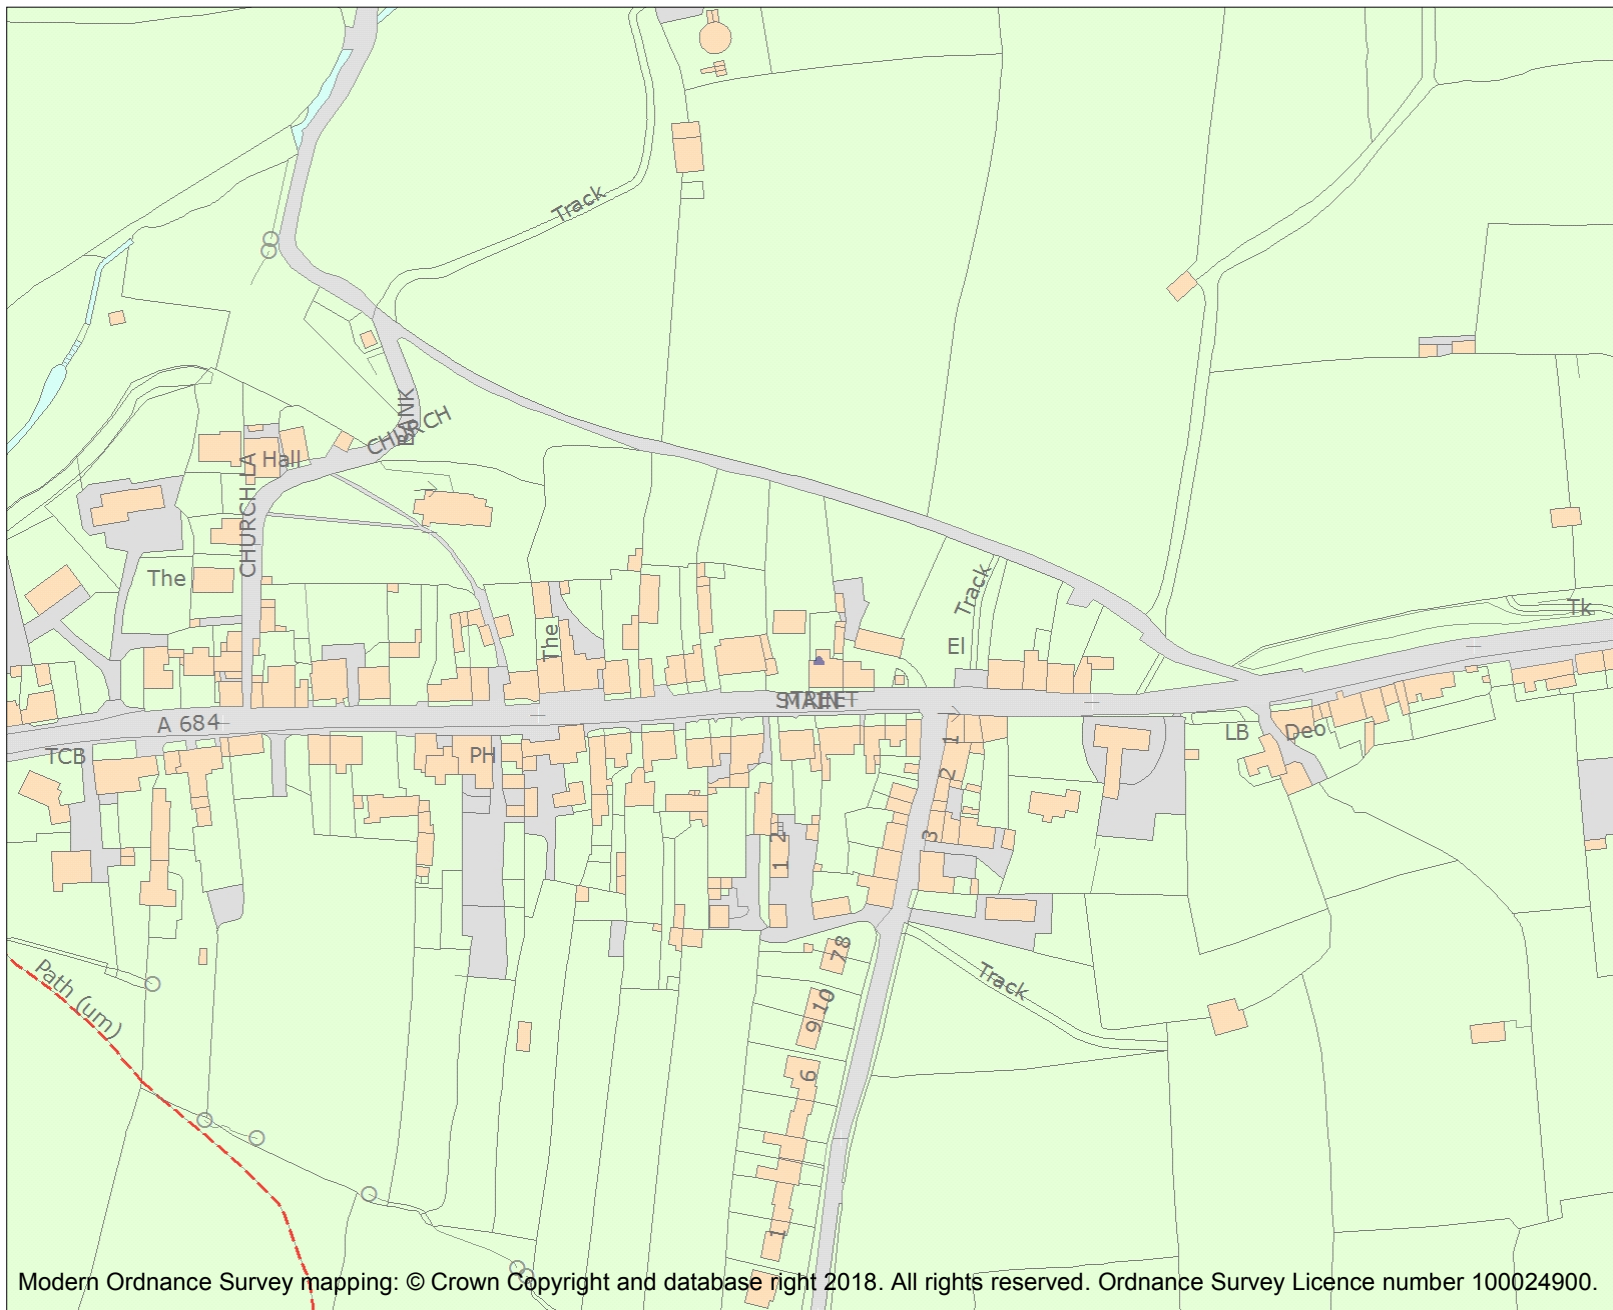 Track
BANK
CHURCH
Hall
CHURCH LA
The
Track
Tk
The
El
STREET
MAIN
A 684
1
LB
Deo
TCB
PH
2
3
2
1
7 8
Track
Path (um)
9 10
6
1
Modern Ordnance Survey mapping: © Crown Copyright and database right 2018. All rights reserved. Ordnance Survey Licence number 100024900.